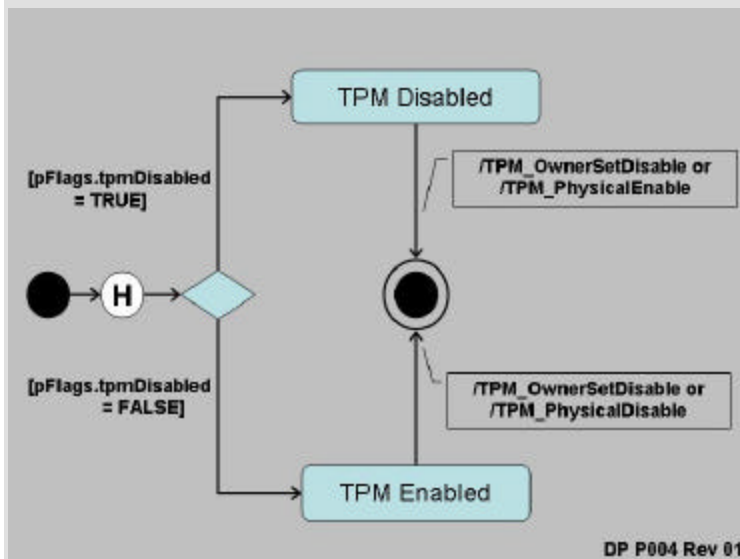 TPM Disabled
/TPM_OwnerSetDisable or
/TPM_PhysicalEnable
[pFlags.tpmDisabled
= TRUE]
H
[pFlags.tpmDisabled
= FALSE]
/TPM_OwnerSetDisable or
/TPM_PhysicalDisable
TPM Enabled
DP P004 Rev 01